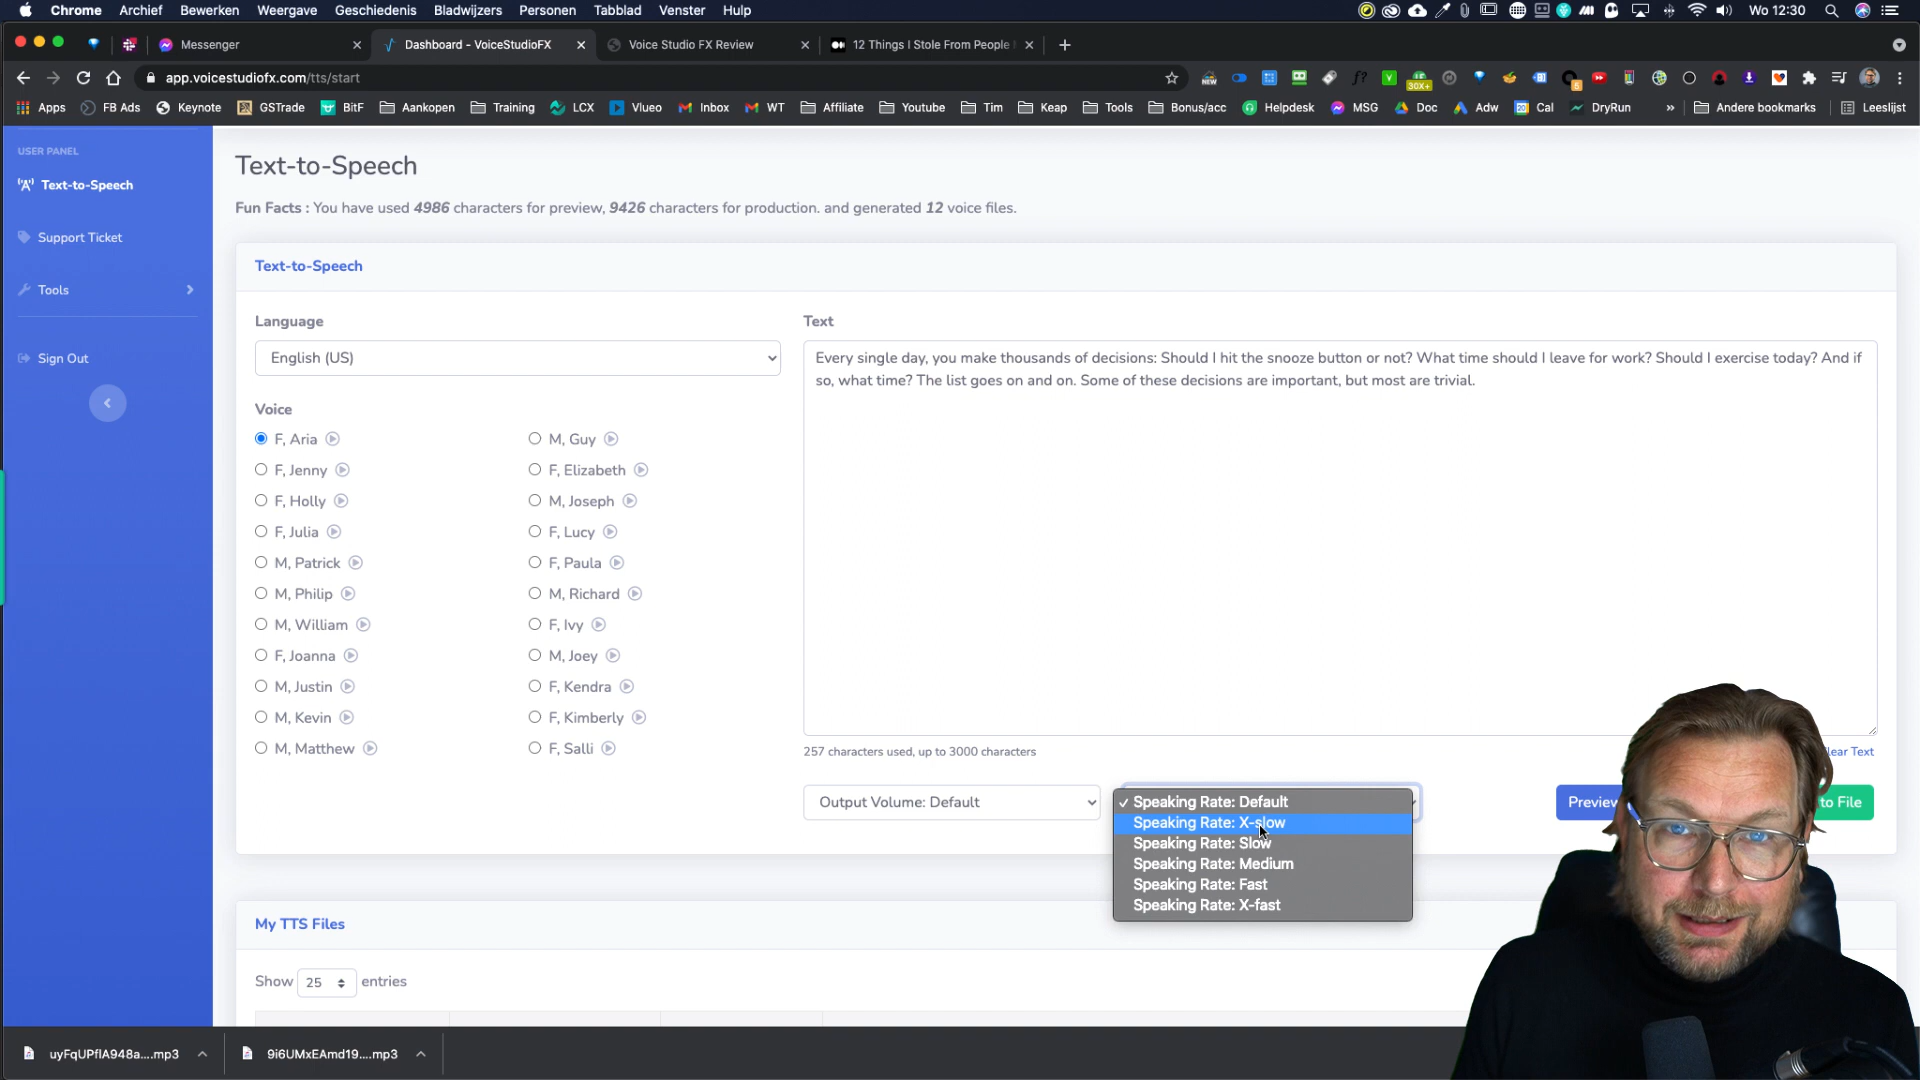 Chrome Archief Bewerken Weergave Geschiedenis Bladwijzers Personen Tabblad Venster Help
Wo 12:30
Messenger
Dashboard - VoiceStudioFX
Voice Studio FX Review
12 Things I Stole From People
app.voicestudiofx.com/tts/start
NEW
30X+
Apps FB Ads Keynote GSTrade BitF Aankopen Training LCX Vlueo Inbox WT Affiliate Youtube Tim Keap Tools Bonus/acc Helpdesk MSG Doc Adw Cal DryRun » Andere bookmarks Leeslijst
USER PANEL
Text-to-Speech
Support Ticket
Tools
Sign Out
Text-to-Speech
Fun Facts : You have used 4986 characters for preview, 9426 characters for production. and generated 12 voice files.
Text-to-Speech
Language
English (US)
Voice
F, Aria
M, Guy
F, Jenny
F, Elizabeth
F, Holly
M, Joseph
F, Julia
F, Lucy
M, Patrick
F, Paula
M, Philip
M, Richard
M, William
F, Ivy
F, Joanna
M, Joey
M, Justin
F, Kendra
M, Kevin
F, Kimberly
M, Matthew
F, Salli
Text
Every single day, you make thousands of decisions: Should I hit the snooze button or not? What time should I leave for work? Should I exercise today? And if
so, what time? The list goes on and on. Some of these decisions are important, but most are trivial.
257 characters used, up to 3000 characters
lear Text
Output Volume: Default
✓ Speaking Rate: Default
Speaking Rate: X-slow
Speaking Rate: Slow
Speaking Rate: Medium
Speaking Rate: Fast
Speaking Rate: X-fast
Preview
to File
My TTS Files
Show 25 entries
uyFqUPflA948a....mp3
9i6UMxEAmd19....mp3